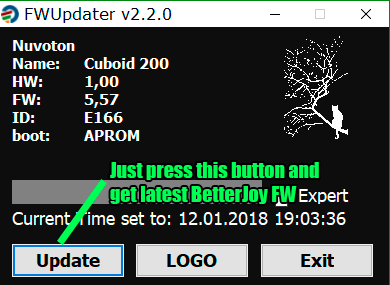 FWUpdater v2.2.0
Nuvoton
Name: Cuboid 200
HW: 1,00
FW: 5,57
ID: E166
boot: APROM
Just press this button and
get latest BetterJoy FW
Expert
Current Time set to: 12.01.2018 19:03:36
Update LOGO Exit